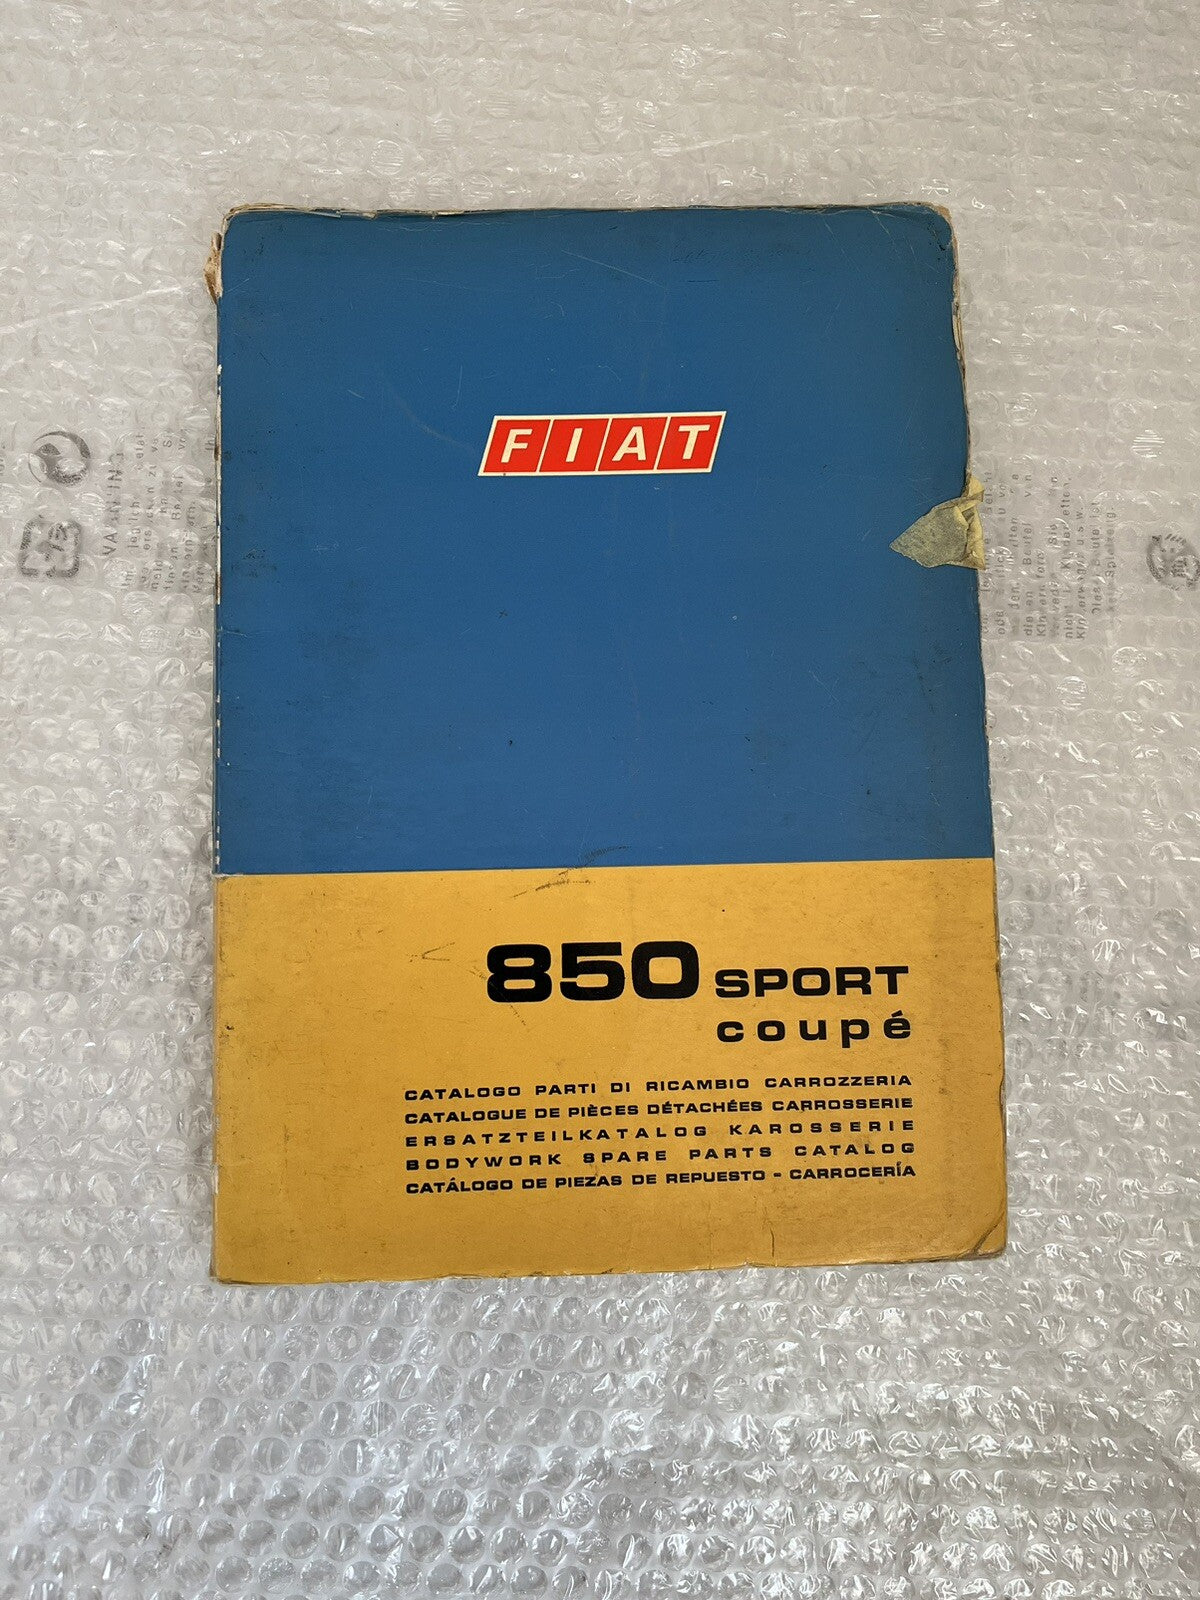 FIAT
850 SPORT
coupé
CATALOGO PARTI DI RICAMBIO CARROZZERIA
CATALOGUE DE PIÈCES DÉTACHÉES CARROSSERIE
ERSATZTEILKATALOG KAROSSERIE
BODYWORK SPARE PARTS CATALOG
CATÁLOGO DE PIEZAS DE REPUESTO - CARROCERÍA